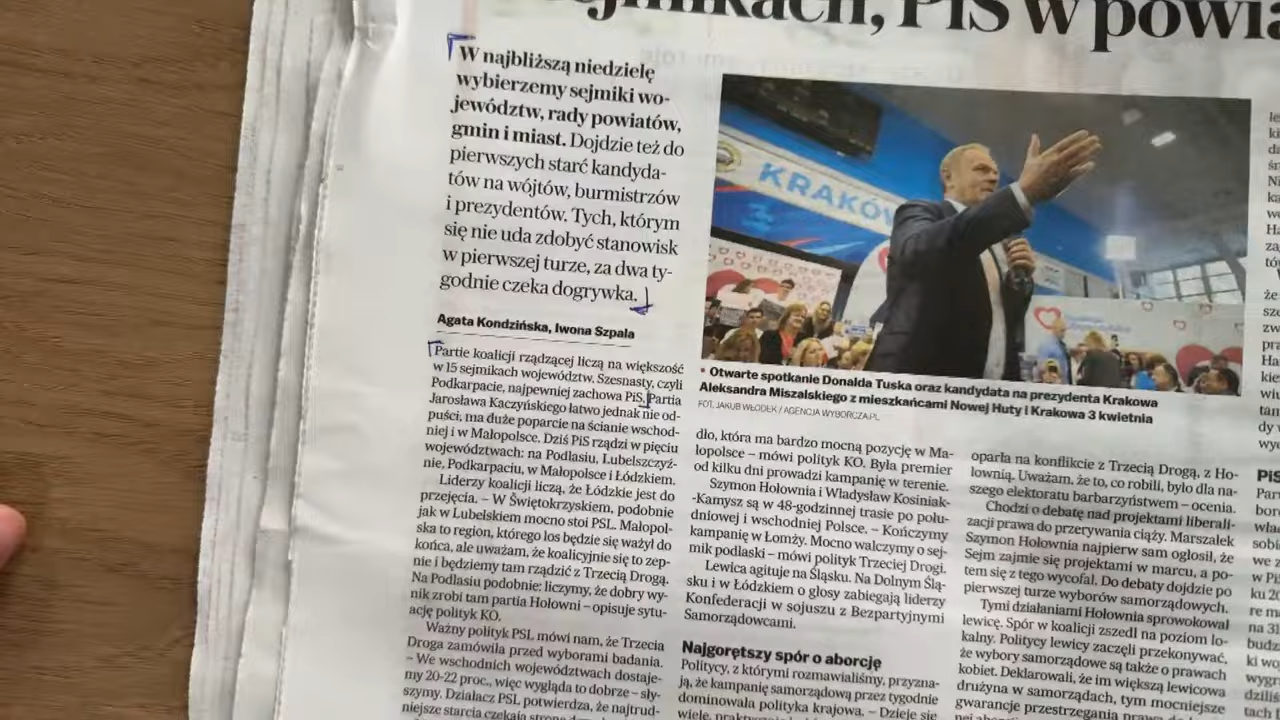 ejmikach, PiS w powia
W najbliższą niedzielę
wybierzemy sejmiki wo-
jewództw, rady powiatów,
gmin i miast. Dojdzie też do
pierwszych starć kandyda-
tów na wójtów, burmistrzów
i prezydentów. Tych, którym
się nie uda zdobyć stanowisk
w pierwszej turze, za dwa ty-
godnie czeka dogrywka.
Agata Kondzińska, Iwona Szpala
Partie koalicji rządzącej liczą na większość
w 15 sejmikach województw. Szesnasty, czyli
Podkarpacie, najpewniej zachowa PiS. Partia
Jarosława Kaczyńskiego łatwo jednak nie od-
puści, ma duże poparcie na ścianie wschod-
niej i w Małopolsce. Dziś PiS rządzi w pięciu
województwach: na Podlasiu, Lubelszczyź-
nie, Podkarpaciu, w Małopolsce i Łódzkiem.
Liderzy koalicji liczą, że Łódzkie jest do
przejęcia. – W Świętokrzyskiem, podobnie
jak w Lubelskiem mocno stoi PSL. Małopol-
ska to region, którego los będzie się ważył do
końca, ale uważam, że koalicyjnie się to zep-
nie i będziemy tam rządzić z Trzecią Drogą.
Na Podlasiu podobnie: liczymy, że dobry wy-
nik zrobi tam partia Hołowni – opisuje sytu-
ację polityk KO.
Ważny polityk PSL mówi nam, że Trzecia
Droga zamówiła przed wyborami badania.
– We wschodnich województwach dostaje-
my 20-22 proc., więc wygląda to dobrze – sły-
szymy. Działacz PSL potwierdza, że najtrud-
niejsze starcia czekają
KRAKÓW
• Otwarte spotkanie Donalda Tuska oraz kandydata na prezydenta Krakowa
Aleksandra Miszalskiego z mieszkańcami Nowej Huty i Krakowa 3 kwietnia
FOT. JAKUB WŁODEK / AGENCJA WYBORCZA.PL
dło, która ma bardzo mocną pozycję w Ma-
łopolsce – mówi polityk KO. Była premier
od kilku dni prowadzi kampanię w terenie.
Szymon Hołownia i Władysław Kosiniak-
-Kamysz są w 48-godzinnej trasie po połu-
dniowej i wschodniej Polsce. – Kończymy
kampanię w Łomży. Mocno walczymy o sej-
mik podlaski – mówi polityk Trzeciej Drogi.
Lewica agituje na Śląsku. Na Dolnym Ślą-
sku i w Łódzkiem o głosy zabiegają liderzy
Konfederacji w sojuszu z Bezpartyjnymi
Samorządowcami.
Najgorętszy spór o aborcję
Politycy, z którymi rozmawialiśmy, przyzna-
ją, że kampanię samorządową przez tygodnie
dominowała polityka krajowa. – Dzieje się
oparła na konflikcie z Trzecią Drogą, z Ho-
łownią. Uważam, że to, co robili, było dla na-
szego elektoratu barbarzyństwem – ocenia.
Chodzi o debatę nad projektami liberali-
zacji prawa do przerywania ciąży. Marszałek
Szymon Hołownia najpierw sam ogłosił, że
Sejm zajmie się projektami w marcu, a po-
tem się z tego wycofał. Do debaty dojdzie po
pierwszej turze wyborów samorządowych.
Tymi działaniami Hołownia sprowokował
lewicę. Spór w koalicji zszedł na poziom lo-
kalny. Politycy lewicy zaczęli przekonywać,
że wybory samorządowe są także o prawach
kobiet. Deklarowali, że im większą lewicowa
drużyna w samorządach, tym mocniejsze
gwarancje przestrzegania prawa do